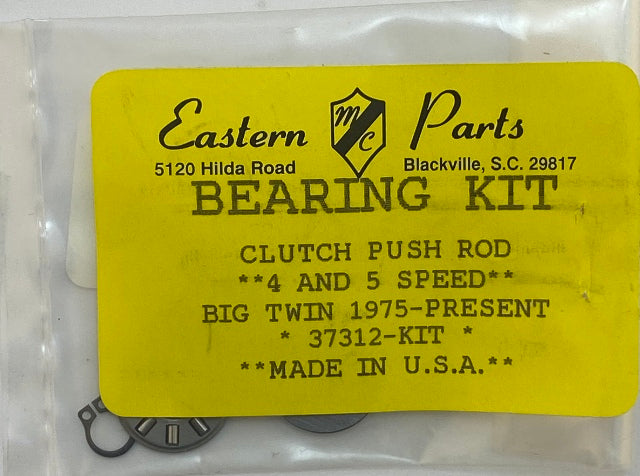 Eastern MC Parts
5120 Hilda Road Blackville, S.C. 29817
BEARING KIT
CLUTCH PUSH ROD
**4 AND 5 SPEED**
BIG TWIN 1975-PRESENT
* 37312-KIT *
**MADE IN U.S.A.**